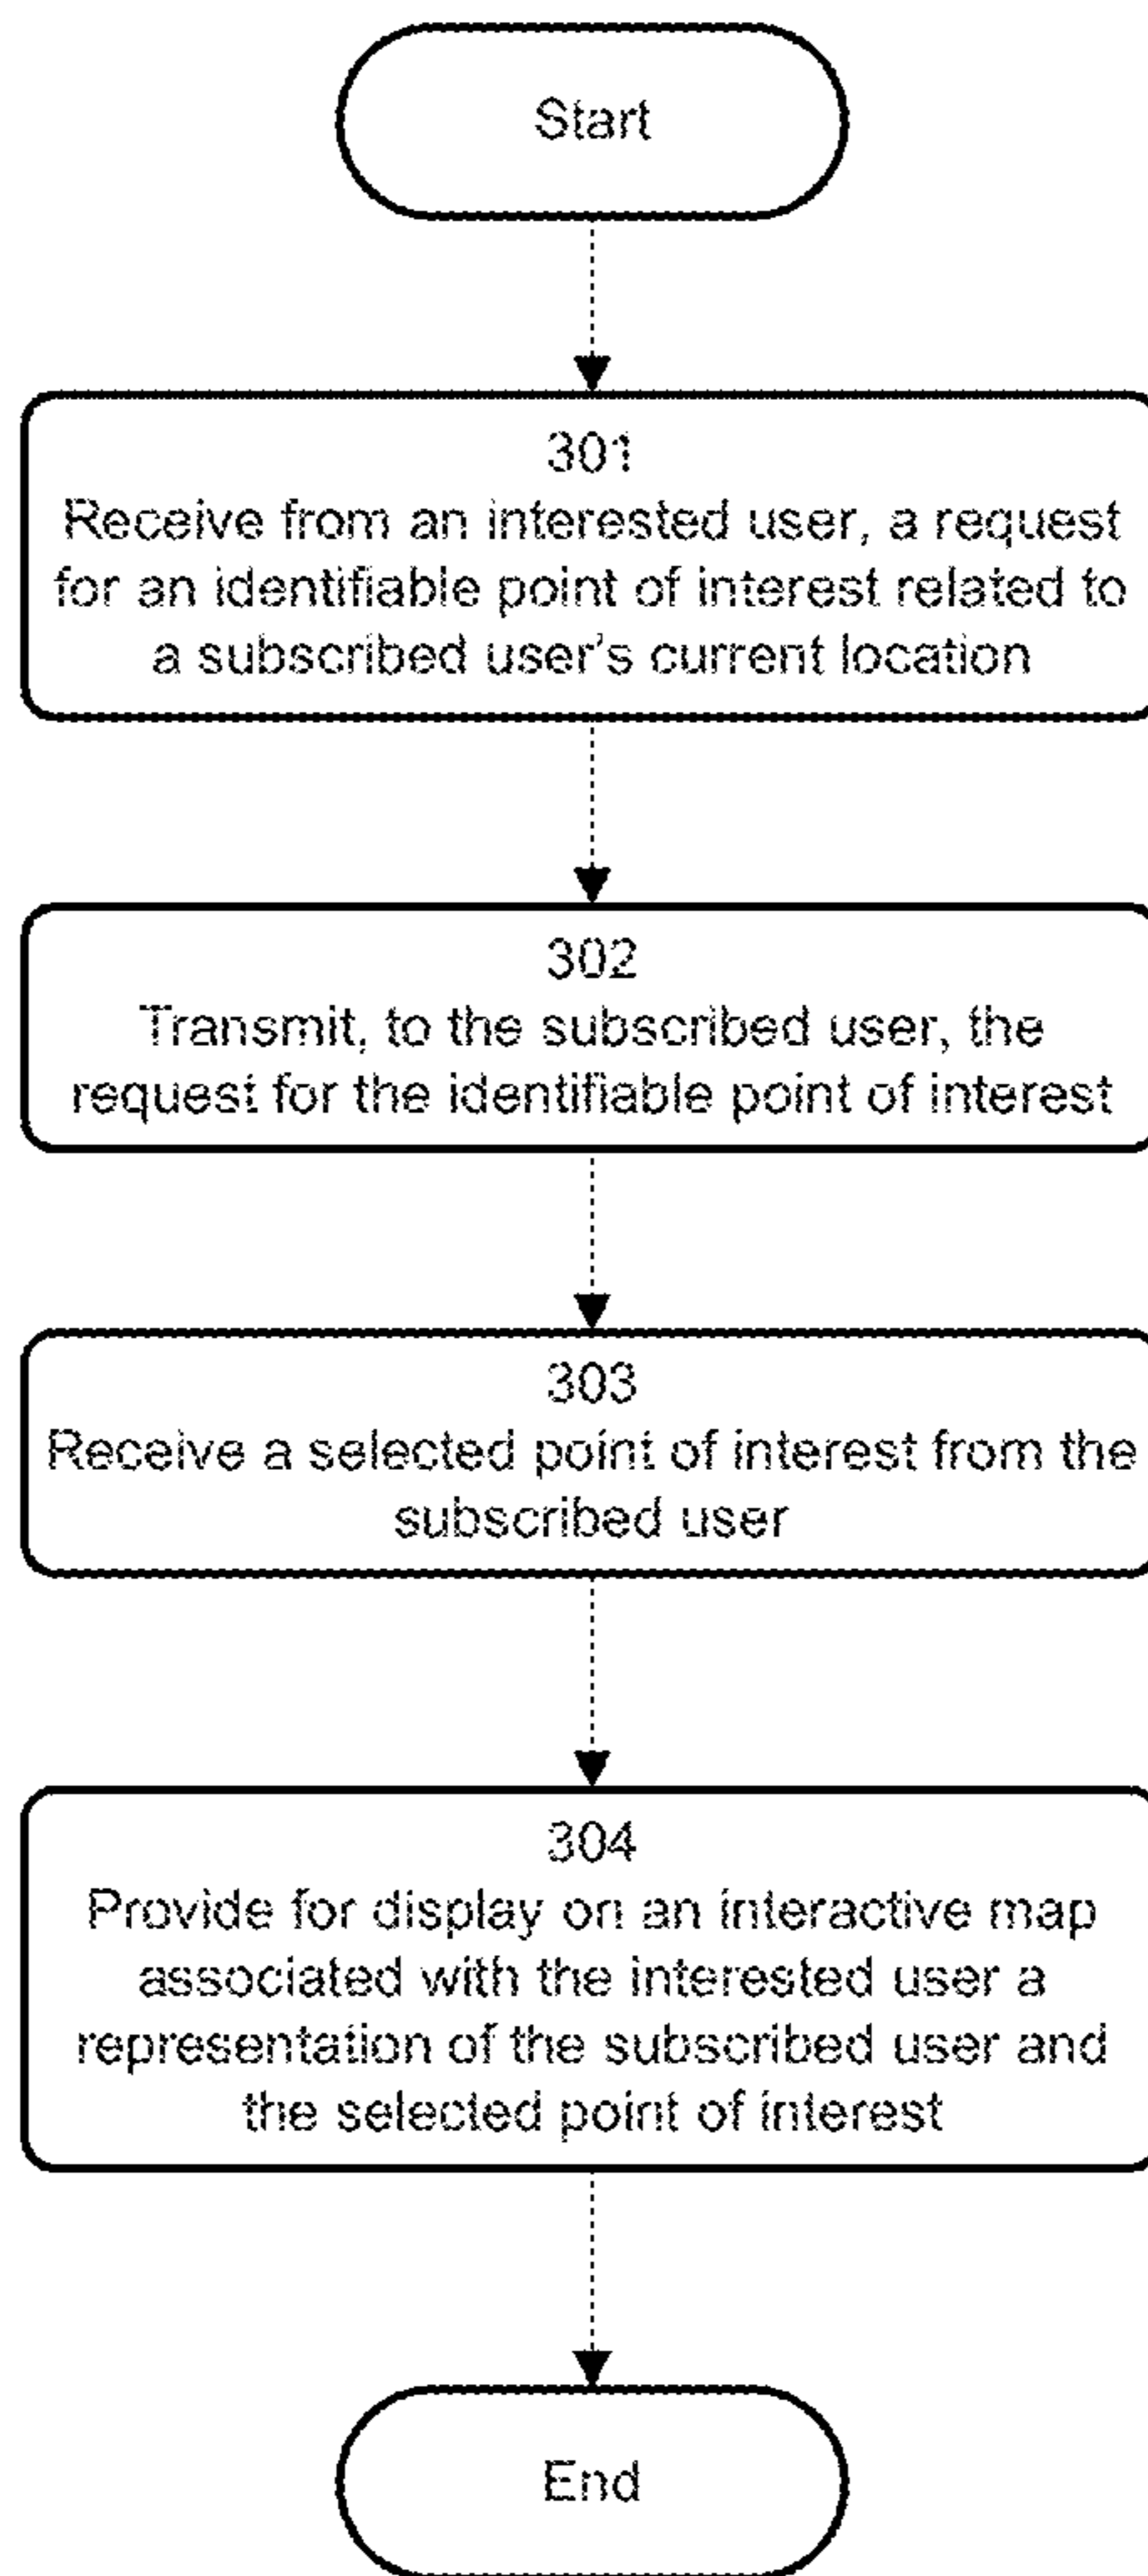 Start
301
Receive from an interested user, a request
for an identifiable point of interest related to
a subscribed user's current location
302
Transmit, to the subscribed user, the
request for the identifiable point of interest
303
Receive a selected point of interest from the
subscribed user
304
Provide for display on an interactive map
associated with the interested user a
representation of the subscribed user and
the selected point of interest
End